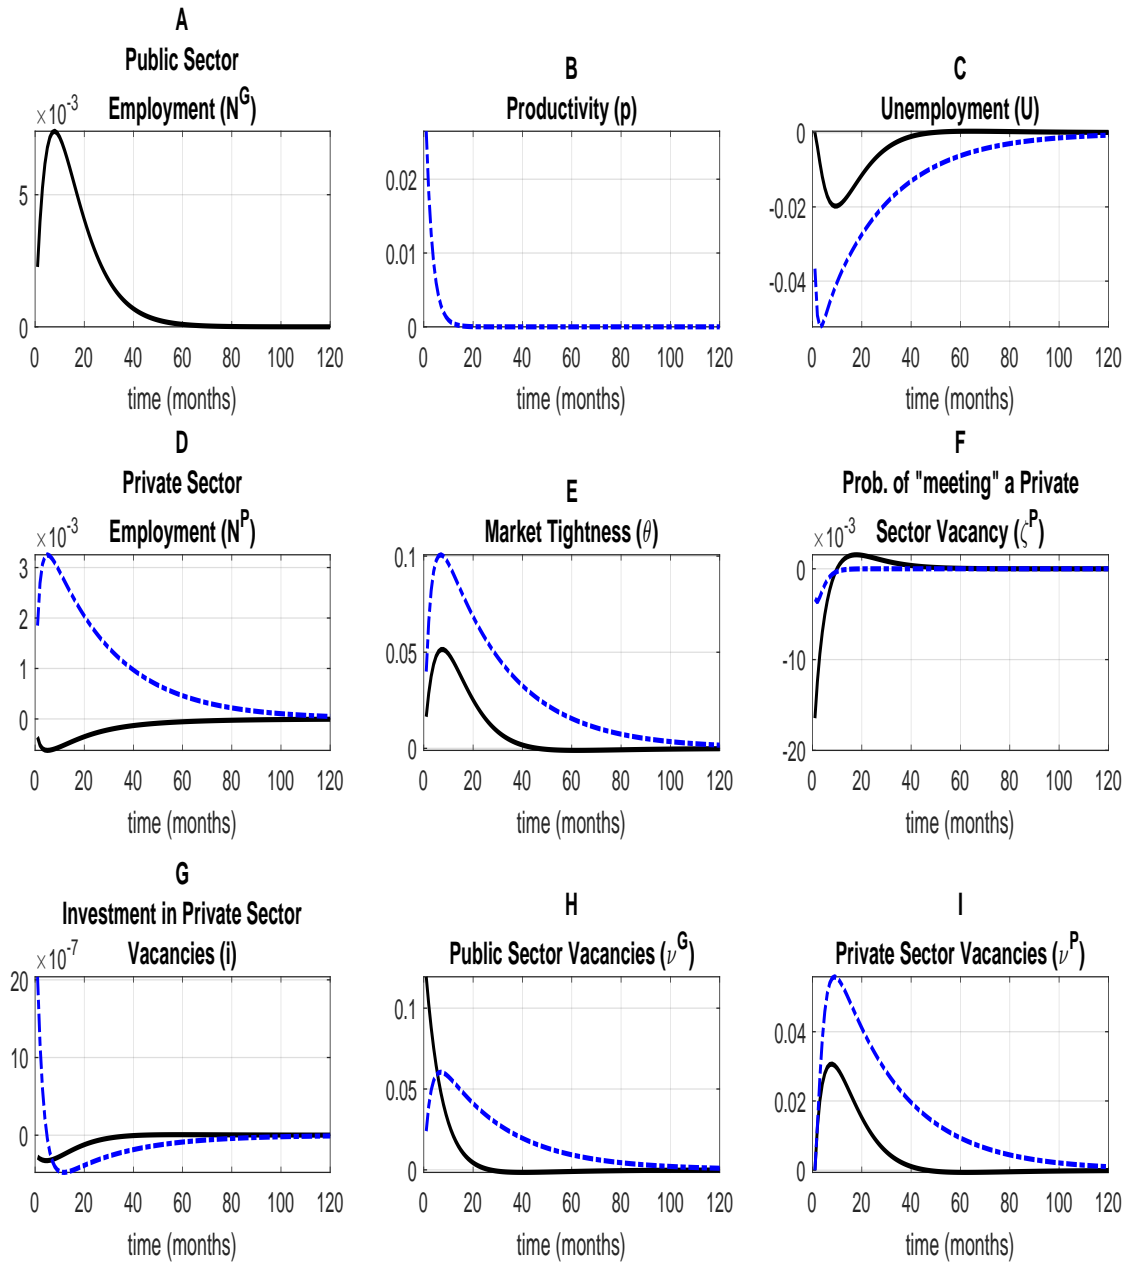 A
Public Sector
Employment (N^G)
×10^-3
5
0
0 20 40 60 80 100 120
time (months)
B
Productivity (p)
0.02
0.01
0
0 20 40 60 80 100 120
time (months)
C
Unemployment (U)
0
-0.02
-0.04
0 20 40 60 80 100 120
time (months)
D
Private Sector
Employment (N^P)
×10^-3
3
2
1
0
0 20 40 60 80 100 120
time (months)
E
Market Tightness (θ)
0.1
0.05
0
0 20 40 60 80 100 120
time (months)
F
Prob. of "meeting" a Private
Sector Vacancy (ζ^P)
×10^-3
0
-10
-20
0 20 40 60 80 100 120
time (months)
G
Investment in Private Sector
Vacancies (i)
×10^-7
20
10
0
0 20 40 60 80 100 120
time (months)
H
Public Sector Vacancies (ν^G)
0.1
0.05
0
0 20 40 60 80 100 120
time (months)
I
Private Sector Vacancies (ν^P)
0.04
0.02
0
0 20 40 60 80 100 120
time (months)